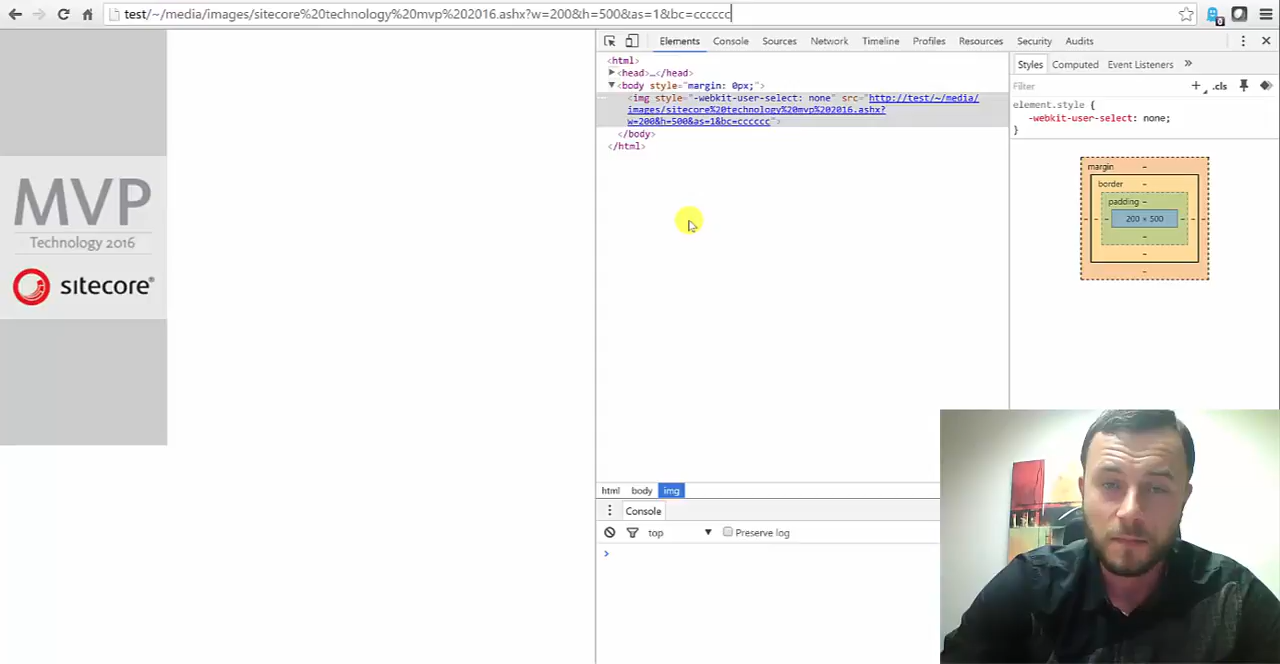 test/~/media/images/sitecore%20technology%20mvp%202016.ashx?w=200&h=500&as=1&bc=cccccc
0
Elements Console Sources Network Timeline Profiles Resources Security Audits
<html>
<head>…</head>
<body style="margin: 0px;">
<img style="-webkit-user-select: none" src="http://test/~/media/
images/sitecore%20technology%20mvp%202016.ashx?
w=200&h=500&as=1&bc=cccccc">
</body>
</html>
Styles Computed Event Listeners »
Filter + .cls
element.style {
-webkit-user-select: none;
}
margin -
border -
padding -
- - - 200 × 500 - - -
-
-
-
MVP
Technology 2016
sitecore®
html body img
Console
top ▼ Preserve log
>